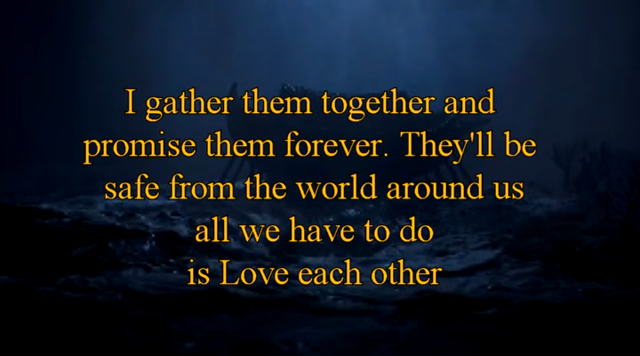 I gather them together and
promise them forever. They'll be
safe from the world around us
all we have to do
is Love each other